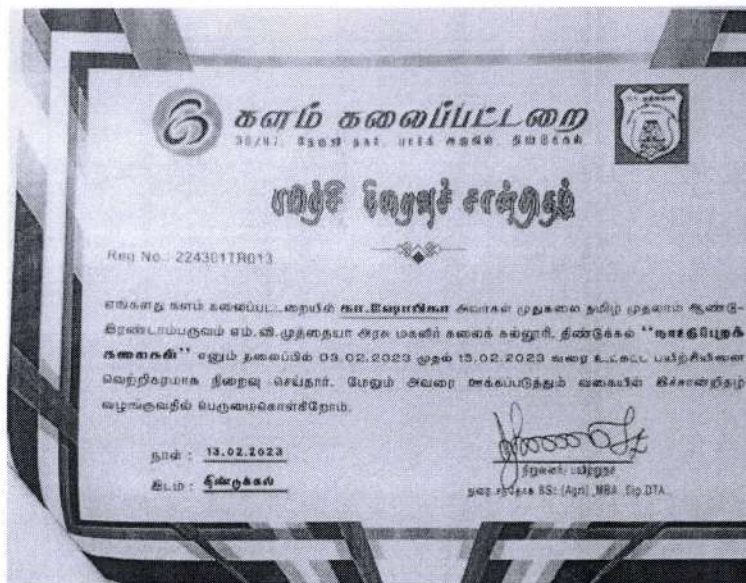 களம் கலைப்பட்டறை
பயிற்சி நிறைவுச் சான்றிதழ்
Reg No.: 224301TR013
எங்களது களம் கலைப்பட்டறையில் அவர்கள் முதுகலை தமிழ் முதலாம் ஆண்டு-
இரண்டாம்பருவம் எம்.வி.முத்தையா அரசு மகளிர் கலைக் கல்லூரி, திண்டுக்கல் "நாட்டுப்புறக்
கலைகள்" எனும் தலைப்பில் 03.02.2023 முதல் 13.02.2023 வரை உட்பட்ட பயிற்சியினை
வெற்றிகரமாக நிறைவு செய்தார். மேலும் அவரை ஊக்கப்படுத்தும் வகையில் இச்சான்றிதழ்
வழங்குவதில் பெருமைகொள்கிறோம்.
நாள் : 13.02.2023
நிறுவனர்/ பயிற்றுநர்
இடம் : திண்டுக்கல்
BSc (Agri) ,MBA. Dip.DTA.,